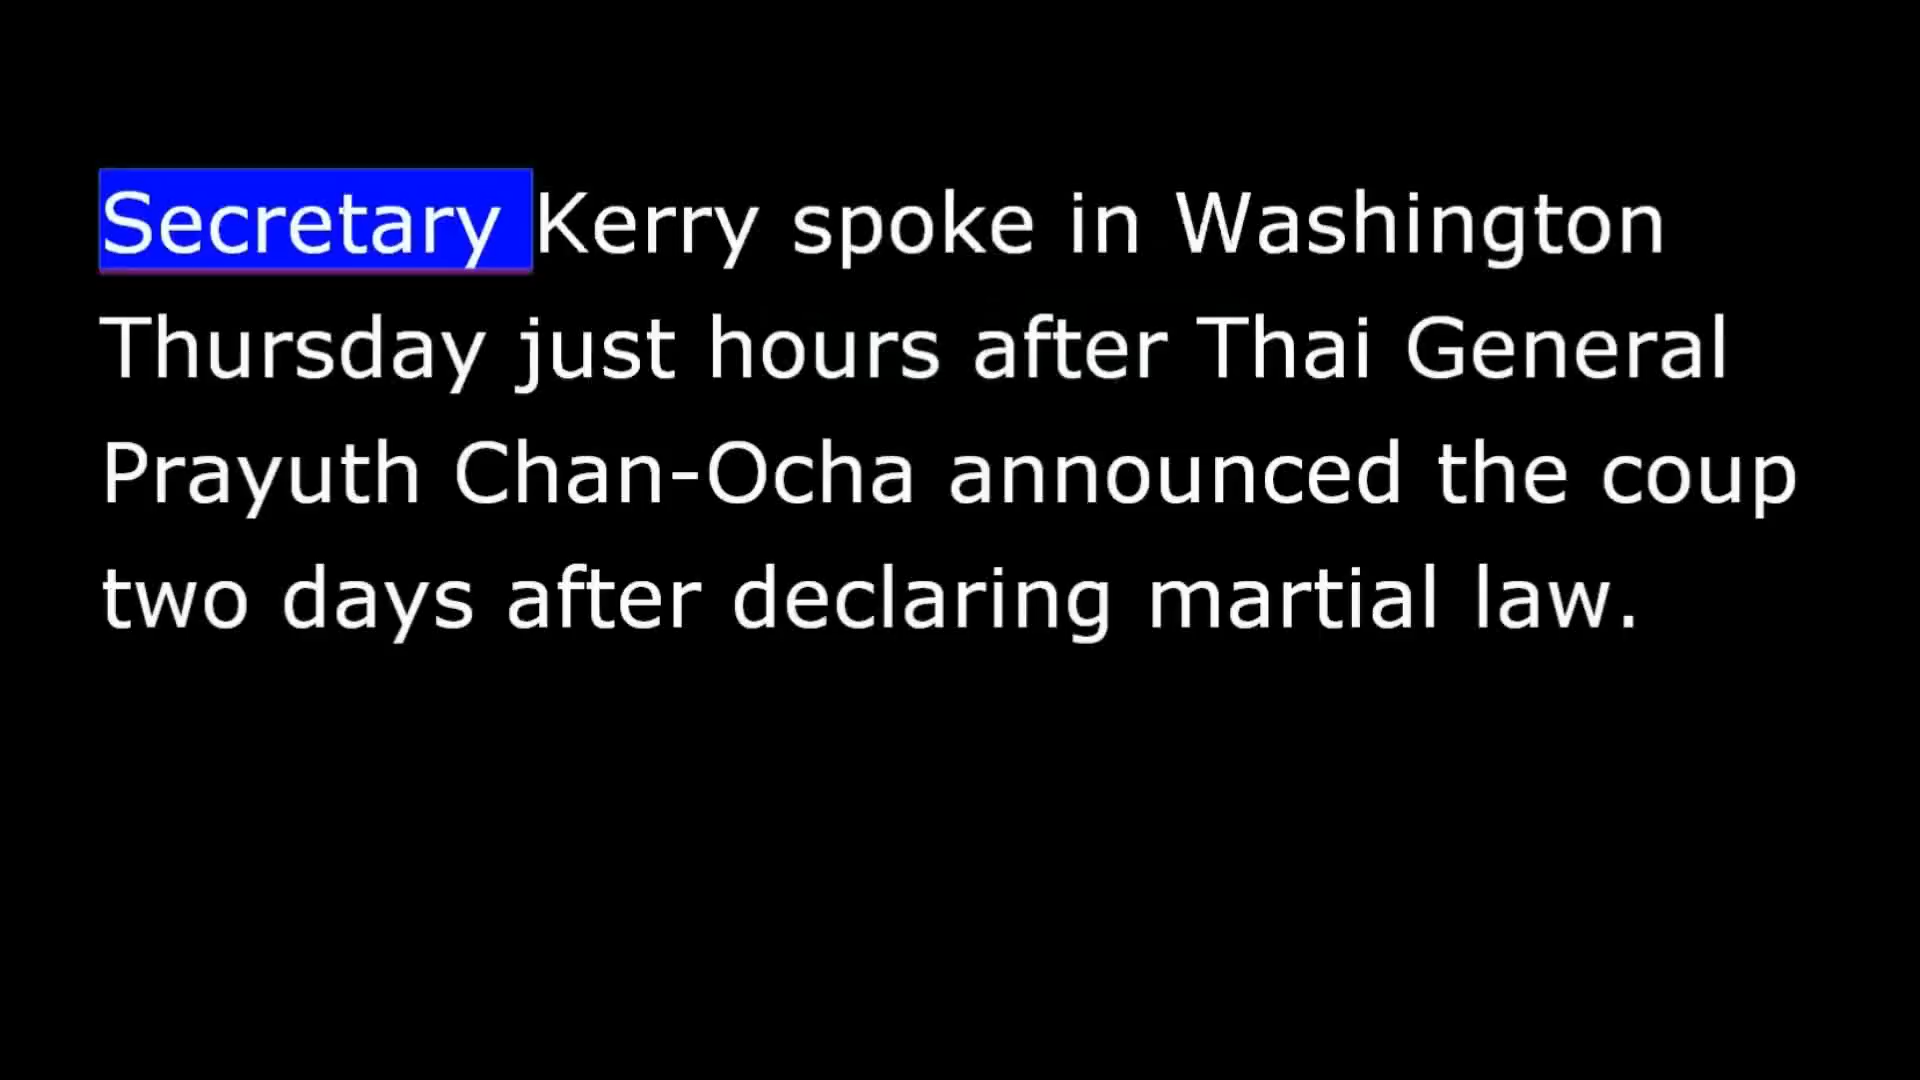 Secretary Kerry spoke in Washington
Thursday just hours after Thai General
Prayuth Chan-Ocha announced the coup
two days after declaring martial law.